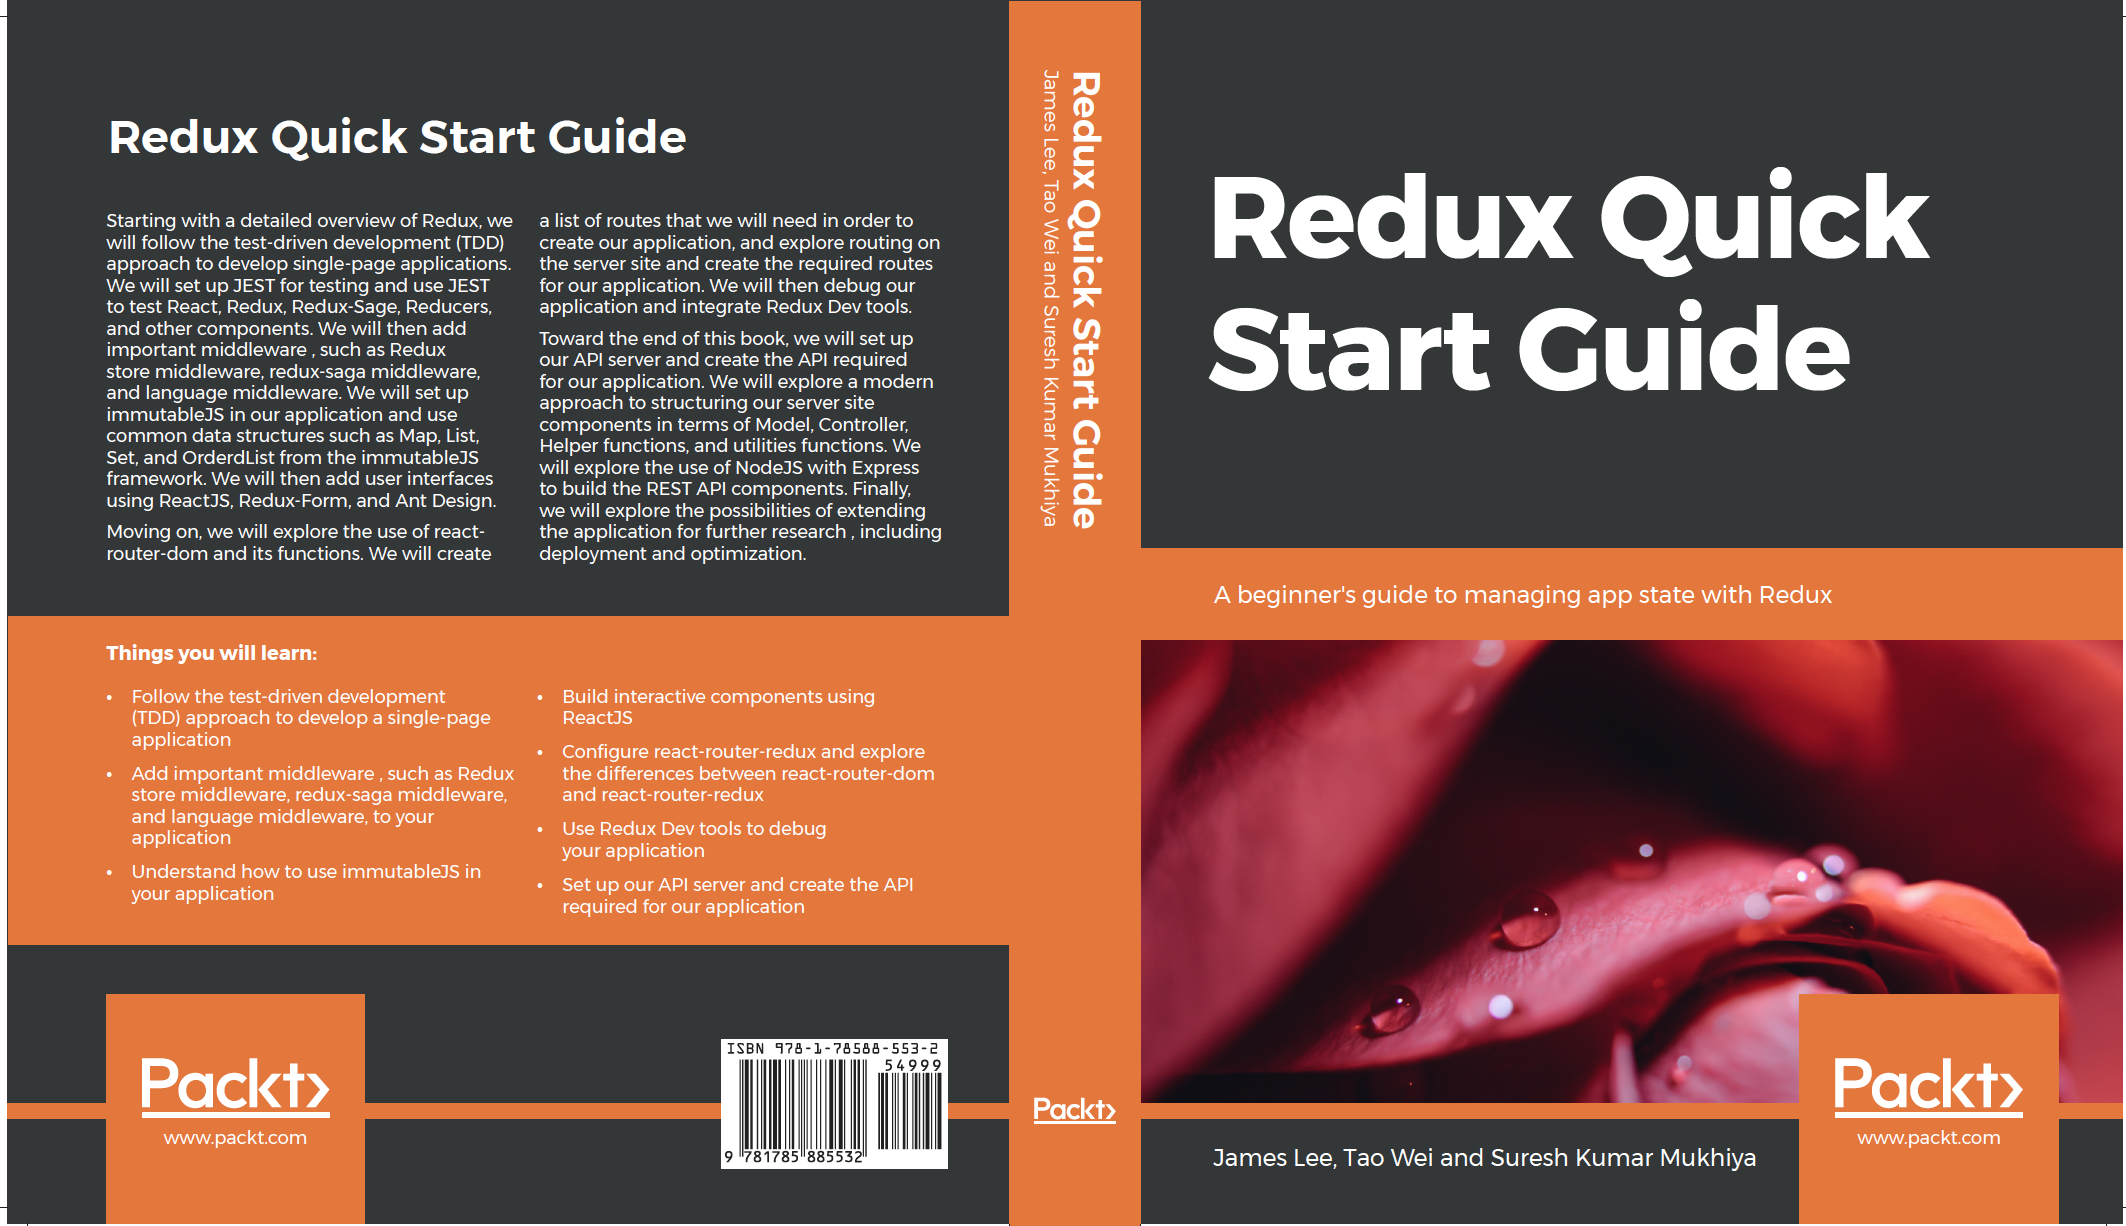 Redux Quick Start Guide
Starting with a detailed overview of Redux, we
will follow the test-driven development (TDD)
approach to develop single-page applications.
We will set up JEST for testing and use JEST
to test React, Redux, Redux-Sage, Reducers,
and other components. We will then add
important middleware , such as Redux
store middleware, redux-saga middleware,
and language middleware. We will set up
immutableJS in our application and use
common data structures such as Map, List,
Set, and OrderdList from the immutableJS
framework. We will then add user interfaces
using ReactJS, Redux-Form, and Ant Design.
Moving on, we will explore the use of react-
router-dom and its functions. We will create
a list of routes that we will need in order to
create our application, and explore routing on
the server site and create the required routes
for our application. We will then debug our
application and integrate Redux Dev tools.
Toward the end of this book, we will set up
our API server and create the API required
for our application. We will explore a modern
approach to structuring our server site
components in terms of Model, Controller,
Helper functions, and utilities functions. We
will explore the use of NodeJS with Express
to build the REST API components. Finally,
we will explore the possibilities of extending
the application for further research , including
deployment and optimization.
Things you will learn:
• Follow the test-driven development
(TDD) approach to develop a single-page
application
• Add important middleware , such as Redux
store middleware, redux-saga middleware,
and language middleware, to your
application
• Understand how to use immutableJS in
your application
• Build interactive components using
ReactJS
• Configure react-router-redux and explore
the differences between react-router-dom
and react-router-redux
• Use Redux Dev tools to debug
your application
• Set up our API server and create the API
required for our application
Packt>
www.packt.com
ISBN 978-1-78588-553-2
54999
9 781785 885532
Redux Quick Start Guide
James Lee, Tao Wei and Suresh Kumar Mukhiya
Packt>
Redux Quick
Start Guide
A beginner's guide to managing app state with Redux
James Lee, Tao Wei and Suresh Kumar Mukhiya
Packt>
www.packt.com